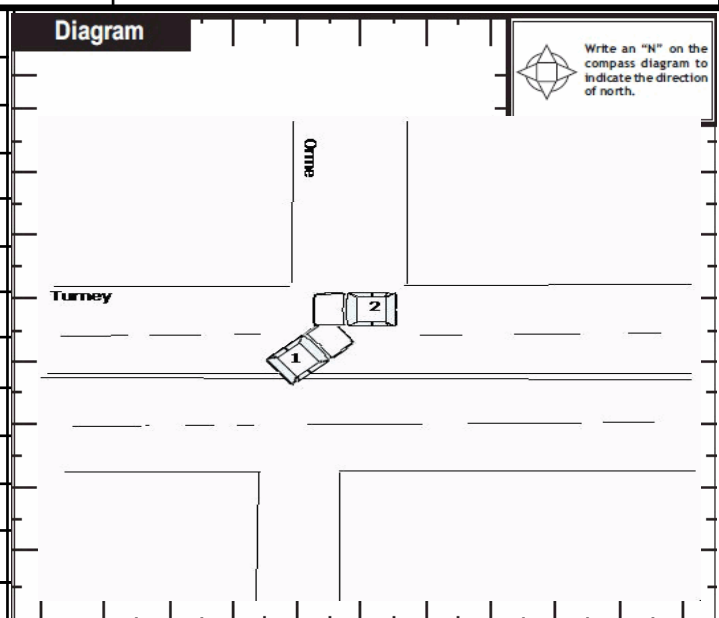 Diagram
Write an “N” on the
compass diagram to
indicate the direction
of north.
Orme
Turney
2
1